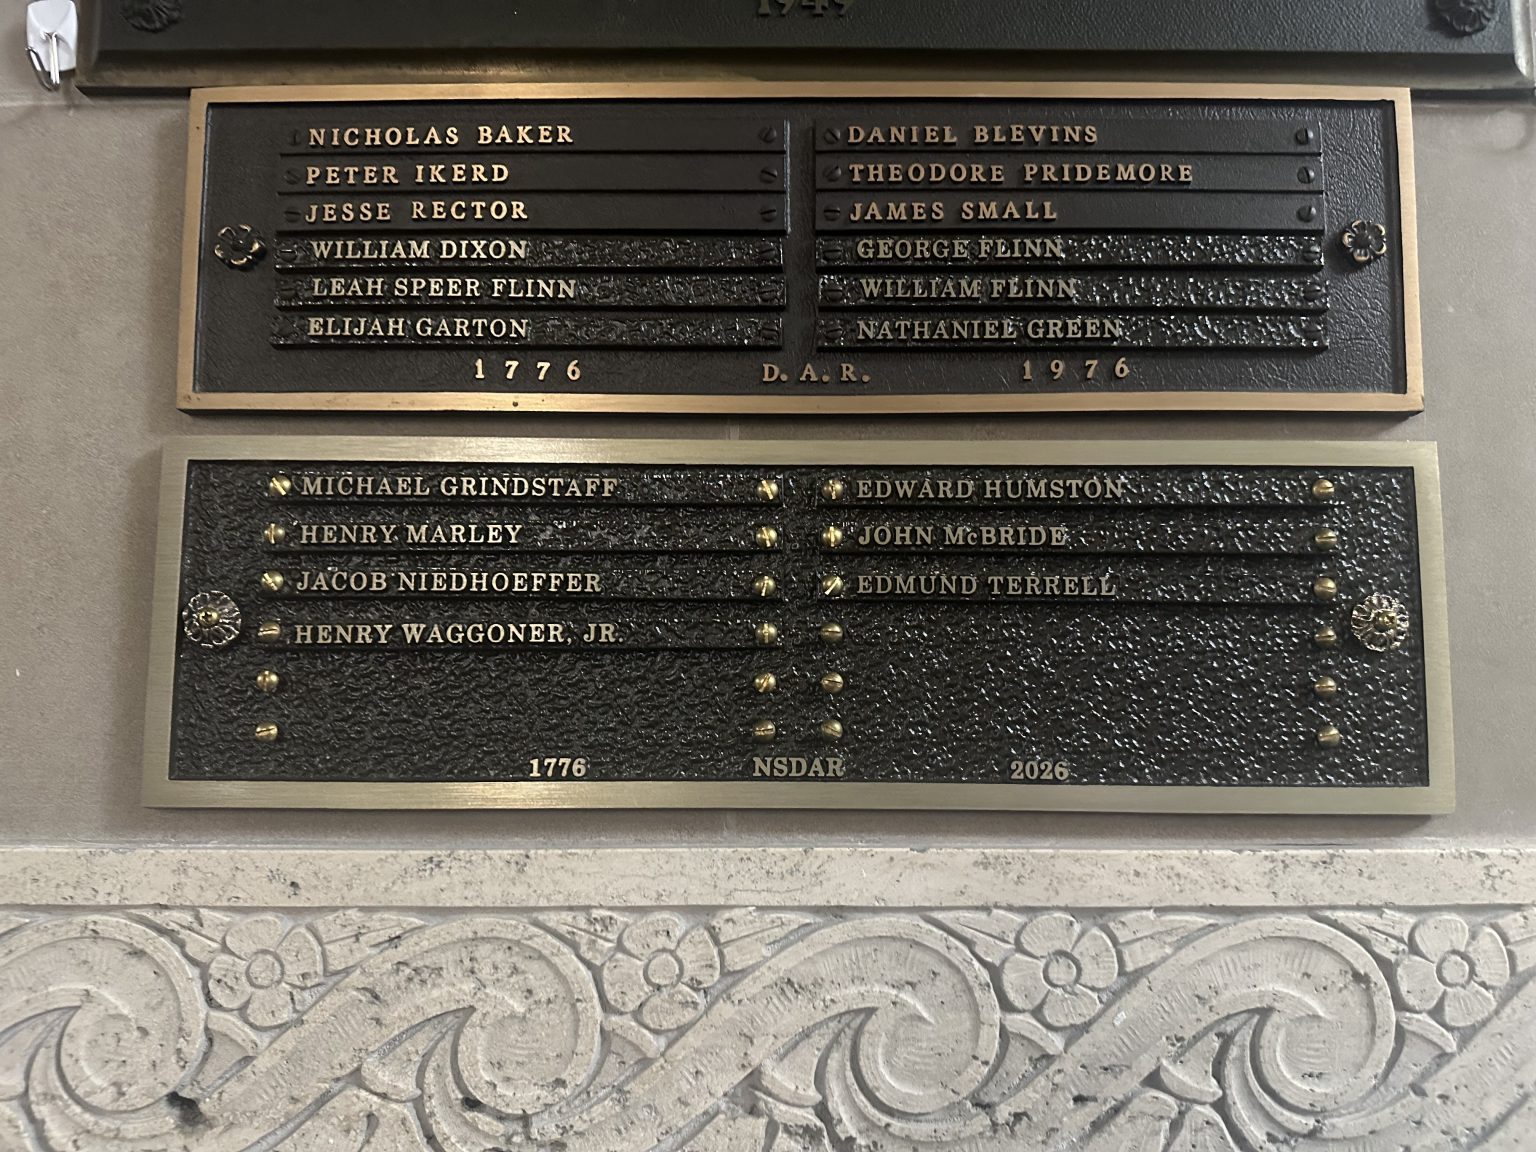 1949
NICHOLAS BAKER
PETER IKERD
JESSE RECTOR
WILLIAM DIXON
LEAH SPEER FLINN
ELIJAH GARTON
DANIEL BLEVINS
THEODORE PRIDEMORE
JAMES SMALL
GEORGE FLINN
WILLIAM FLINN
NATHANIEL GREEN
1776 D.A.R. 1976
MICHAEL GRINDSTAFF
HENRY MARLEY
JACOB NIEDHOEFFER
HENRY WAGGONER, JR.
EDWARD HUMSTON
JOHN McBRIDE
EDMUND TERRELL
1776 NSDAR 2026